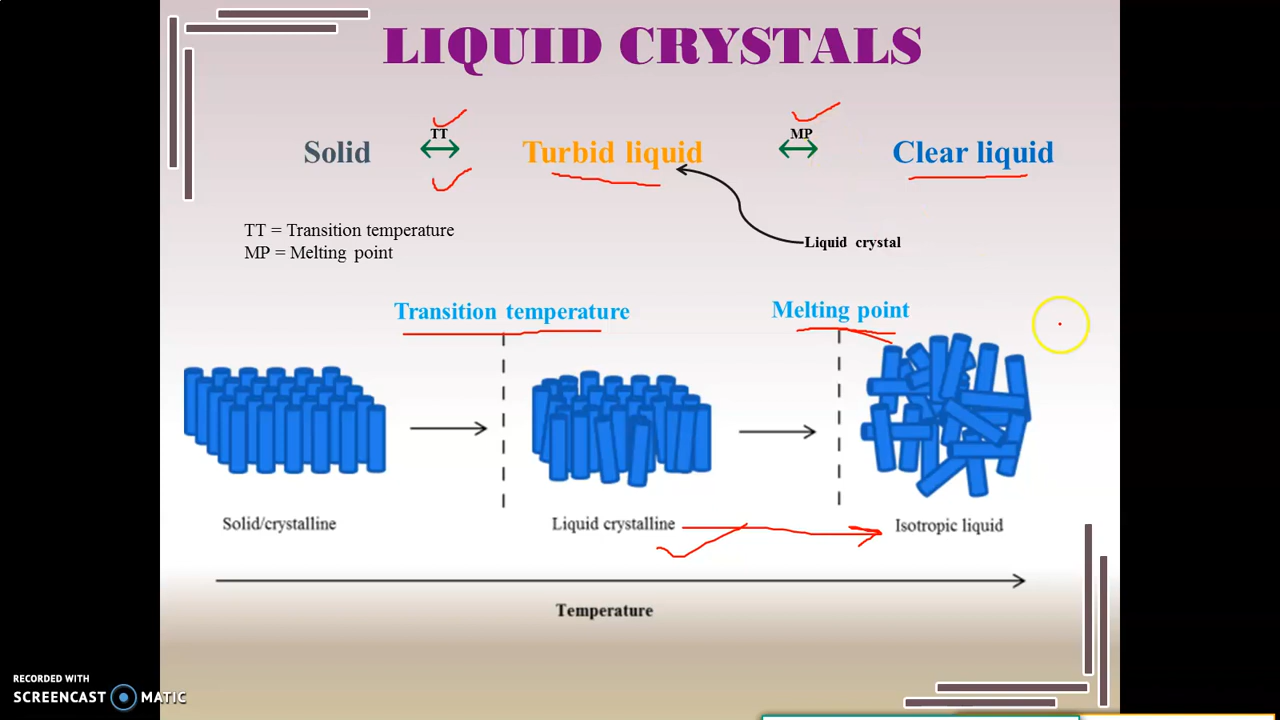 LIQUID CRYSTALS
TT
MP
Solid
Turbid liquid
Clear liquid
TT = Transition temperature
MP = Melting point
Liquid crystal
Transition temperature
Melting point
Solid/crystalline
Liquid crystalline
Isotropic liquid
Temperature
RECORDED WITH
SCREENCAST MATIC